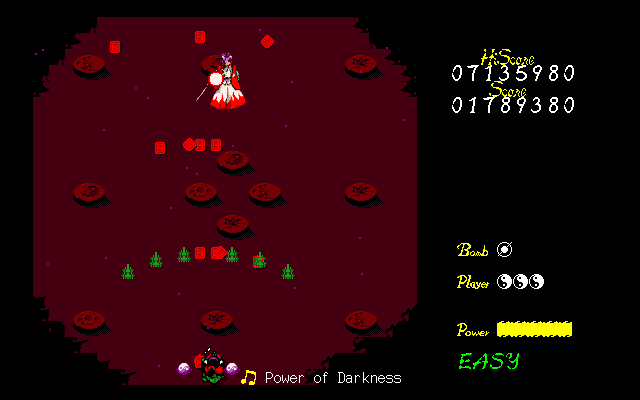 HiScore
07135980
Score
01789380
Bomb
Player
Power
EASY
Power of Darkness